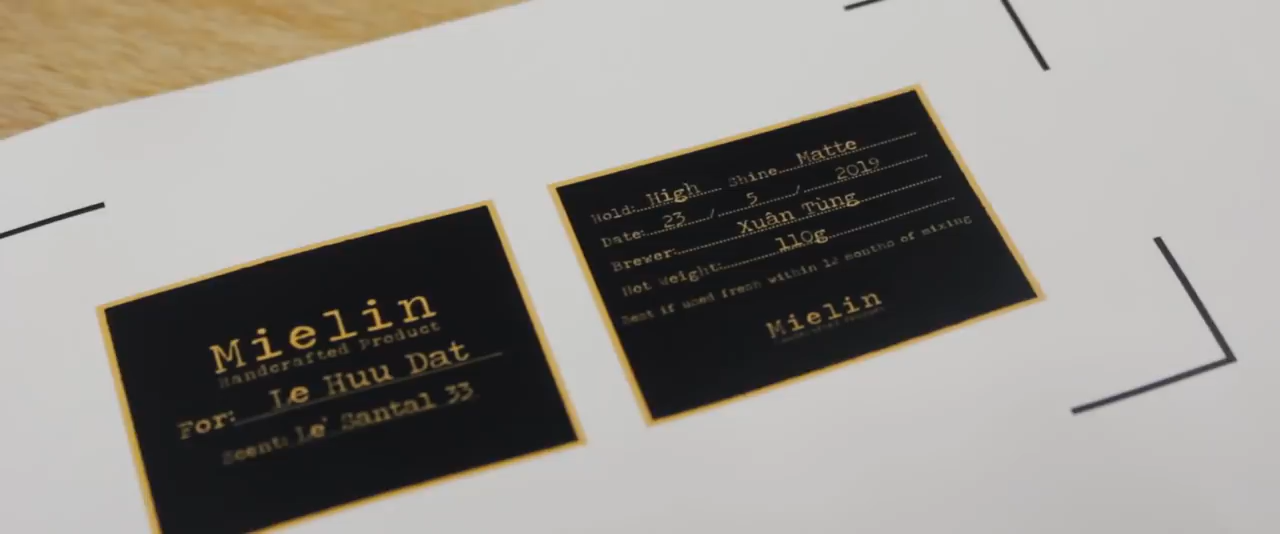 Mielin
Handcrafted Product
For: Le Huu Dat
Scent: Le' Santal 33
Hold: High Shine Matte
Date: 23 / 5 / 2019
Brewer: Xuân Tùng
Net weight: 110g
Best if used fresh within 12 months of mixing
Mielin